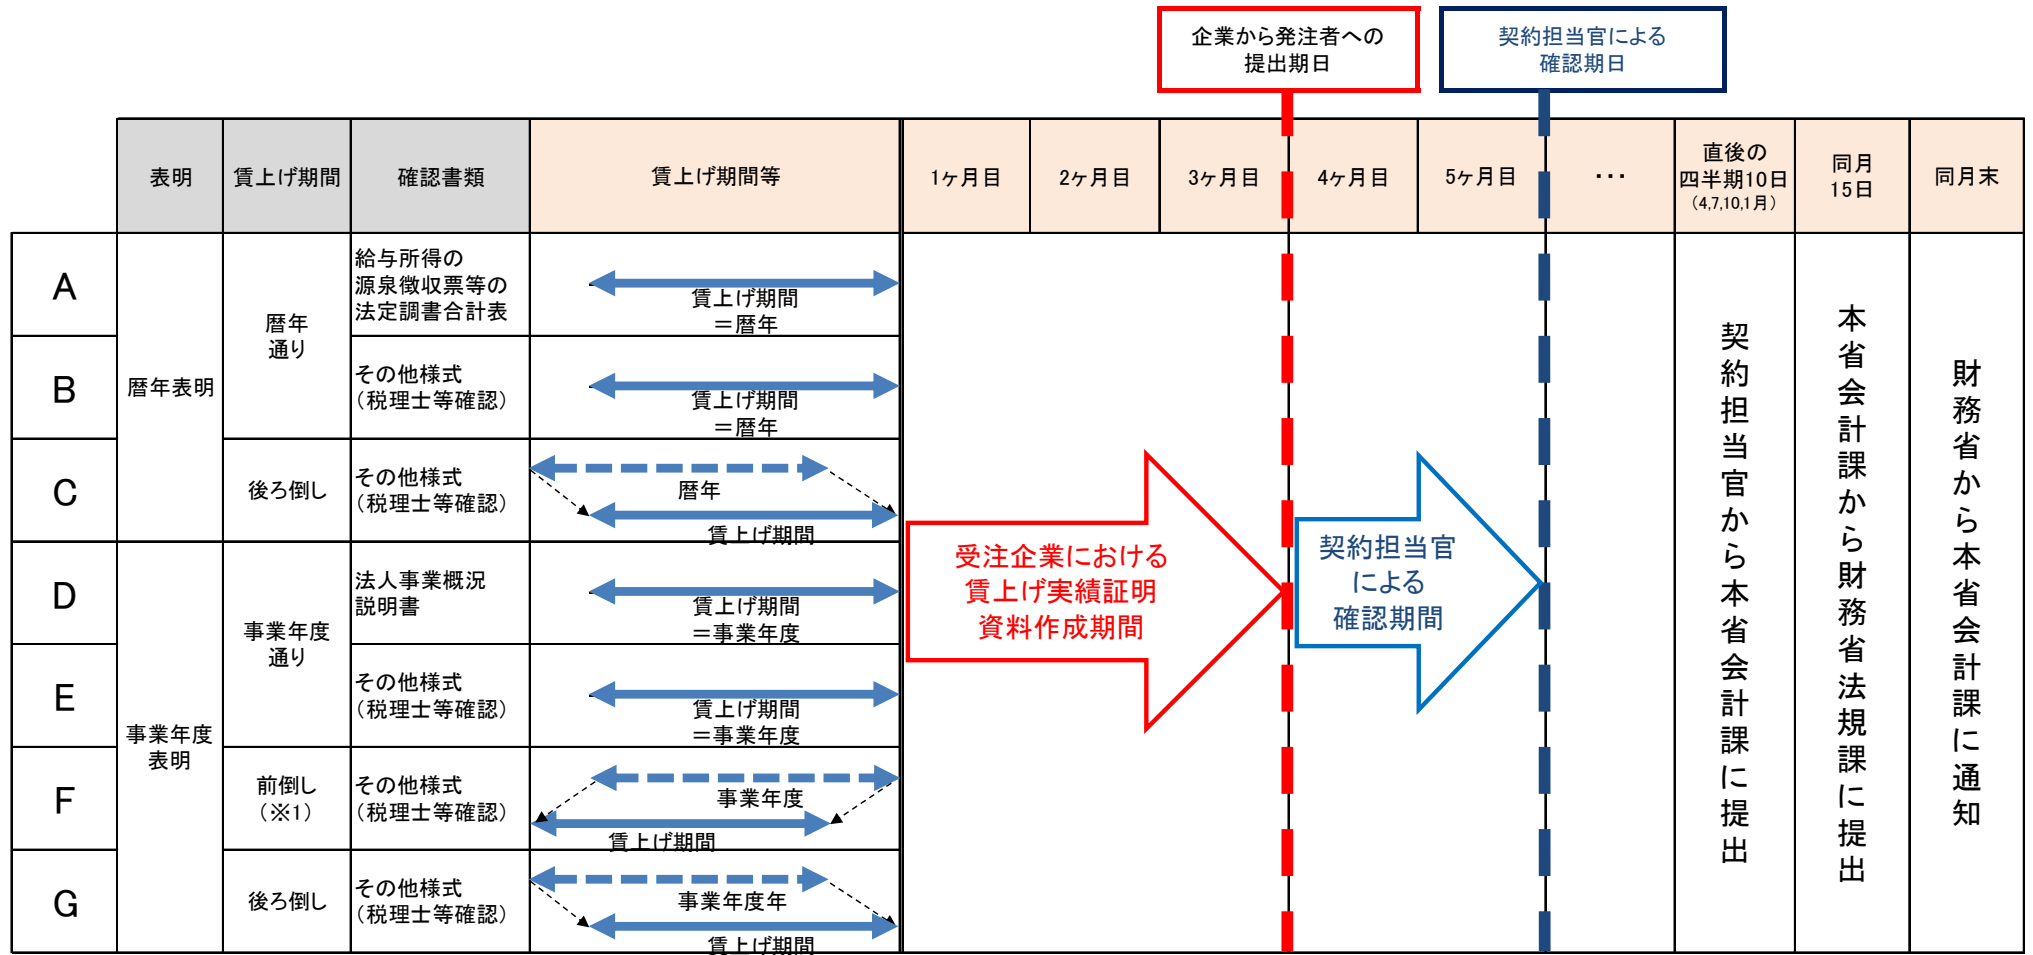 企業から発注者への
提出期日
契約担当官による
確認期日
表明
賃上げ期間
確認書類
賃上げ期間等
1ヶ月目
2ヶ月目
3ヶ月目
4ヶ月目
5ヶ月目
･･･
直後の
四半期10日
（4,7,10,1月）
同月
15日
同月末
A
暦年表明
暦年
通り
給与所得の
源泉徴収票等の
法定調書合計表
賃上げ期間
＝暦年
B
その他様式
（税理士等確認）
賃上げ期間
＝暦年
C
後ろ倒し
その他様式
（税理士等確認）
暦年
賃上げ期間
D
事業年度
表明
事業年度
通り
法人事業概況
説明書
賃上げ期間
＝事業年度
E
その他様式
（税理士等確認）
賃上げ期間
＝事業年度
F
前倒し
（※1）
その他様式
（税理士等確認）
事業年度
賃上げ期間
G
後ろ倒し
その他様式
（税理士等確認）
事業年度年
賃上げ期間
受注企業における
賃上げ実績証明
資料作成期間
契約担当官
による
確認期間
契約担当官から本省会計課に提出
本省会計課から財務省法規課に提出
財務省から本省会計課に通知